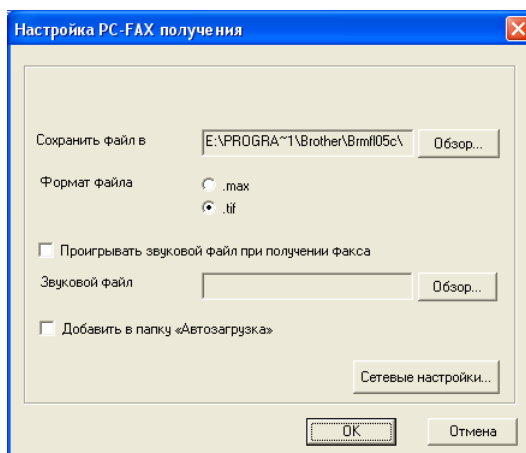 Настройка PC-FAX получения
Сохранить файл в E:\PROGRA~1\Brother\Brmfl05c\ Обзор...
Формат файла .max
.tif
Проигрывать звуковой файл при получении факса
Звуковой файл Обзор...
Добавить в папку «Автозагрузка»
Сетевые настройки...
OK Отмена